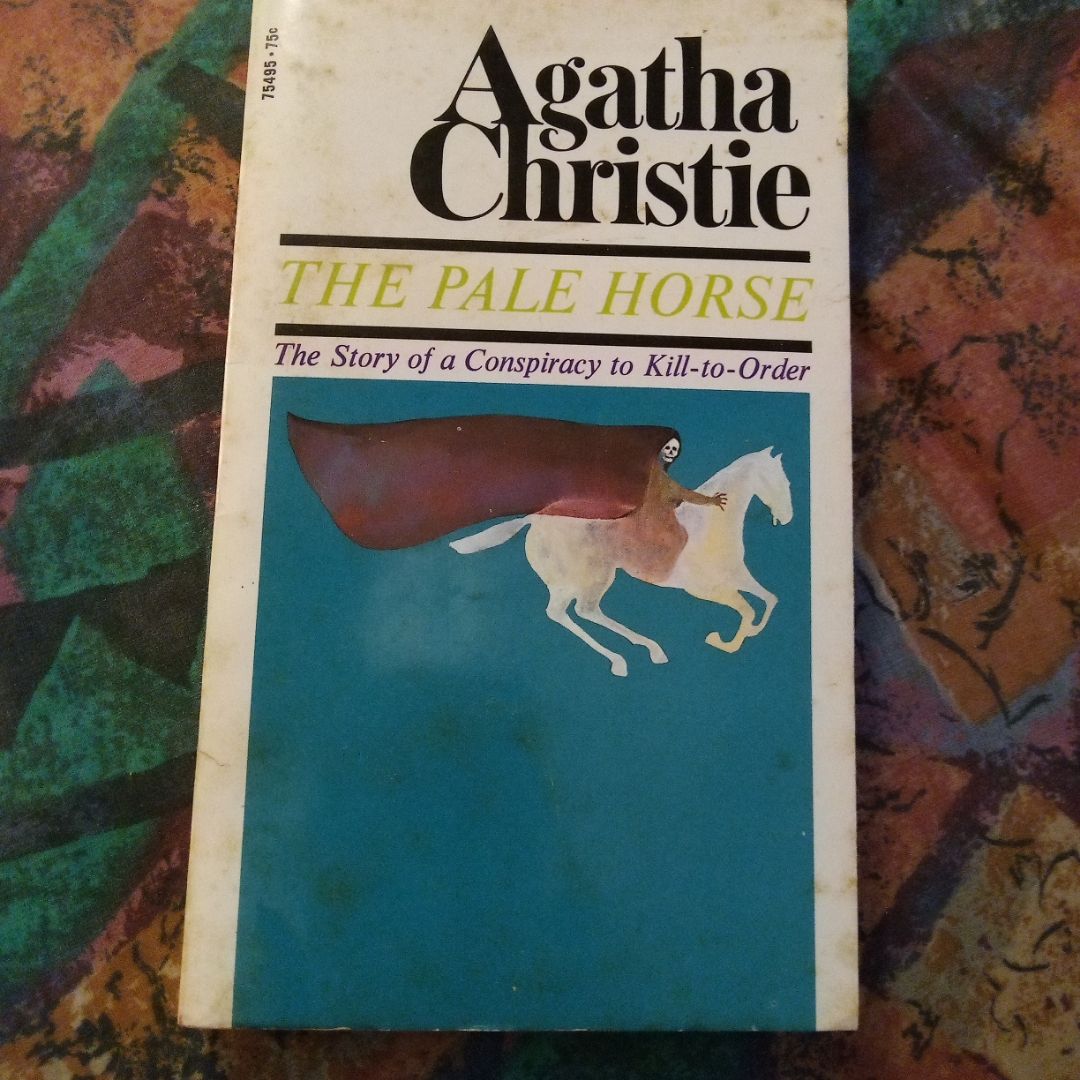 75495 • 75c
Agatha
Christie
THE PALE HORSE
The Story of a Conspiracy to Kill-to-Order